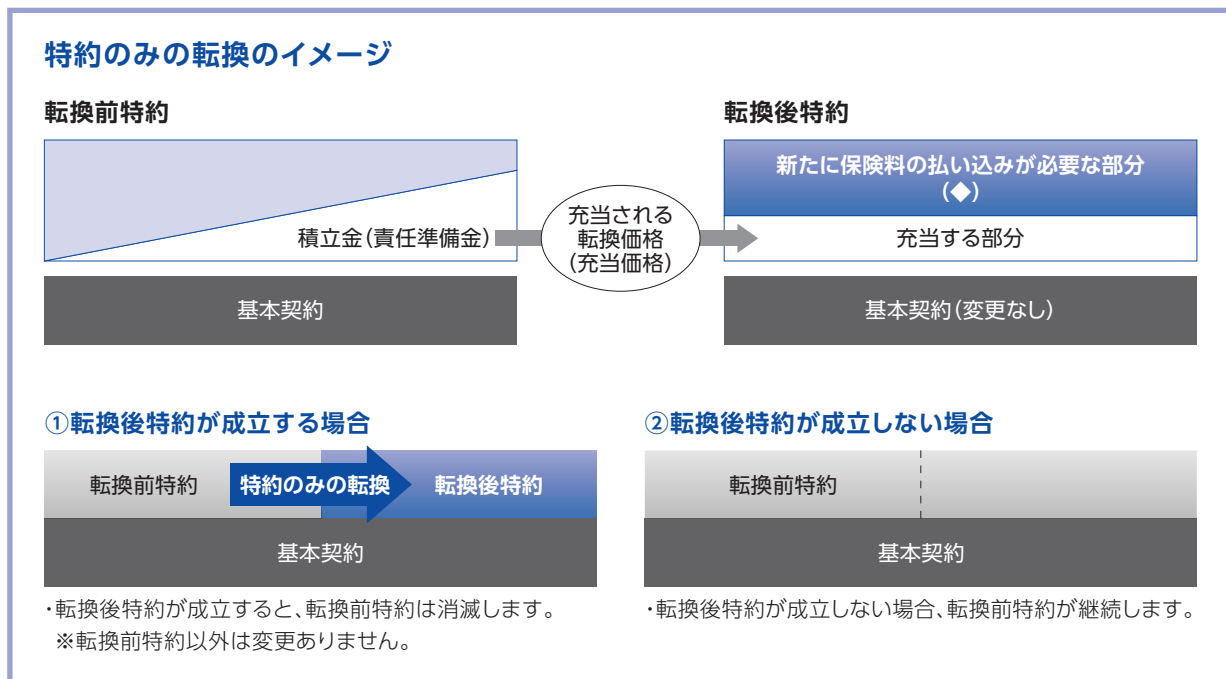 特約のみの転換のイメージ
転換前特約
積立金(責任準備金)
基本契約
充当される
転換価格
(充当価格)
転換後特約
新たに保険料の払い込みが必要な部分
(◆)
充当する部分
基本契約(変更なし)
①転換後特約が成立する場合
転換前特約
特約のみの転換
転換後特約
基本契約
・転換後特約が成立すると、転換前特約は消滅します。
※転換前特約以外は変更ありません。
②転換後特約が成立しない場合
転換前特約
基本契約
・転換後特約が成立しない場合、転換前特約が継続します。